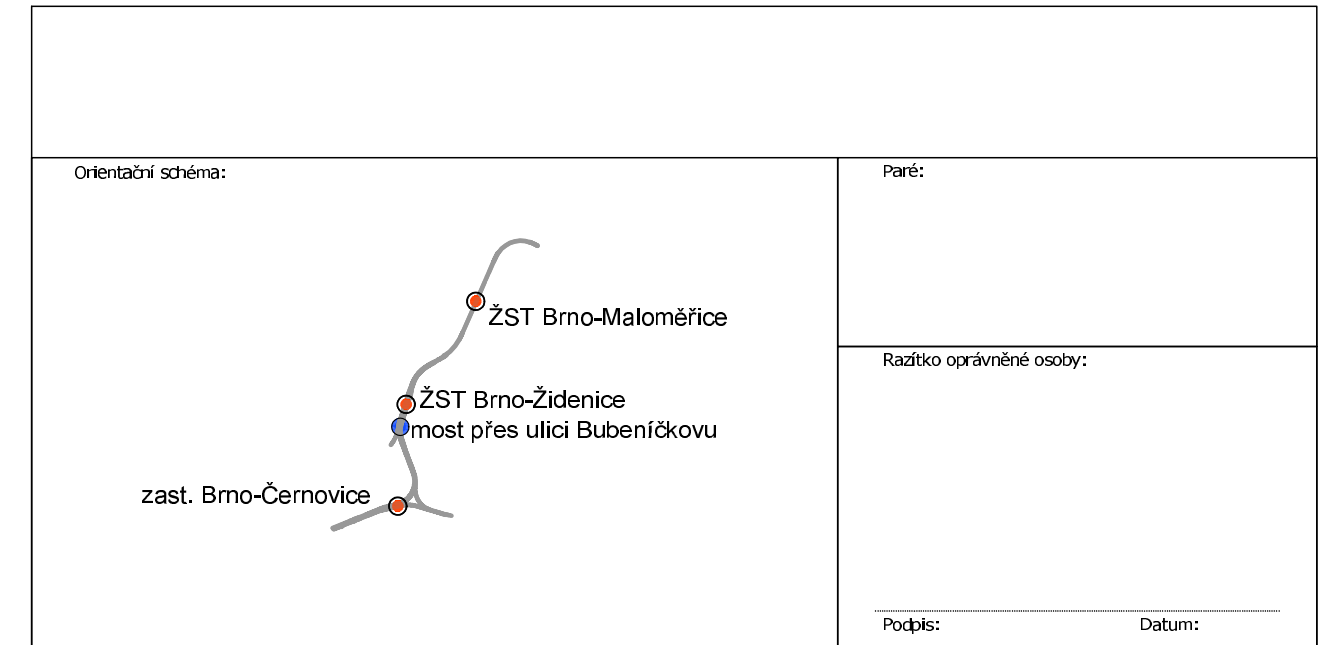 Orientační schéma:
Paré:
ŽST Brno-Maloměřice
Razítko oprávněné osoby:
ŽST Brno-Židenice
most přes ulici Bubeníčkovu
zast. Brno-Černovice
Podpis:
Datum: